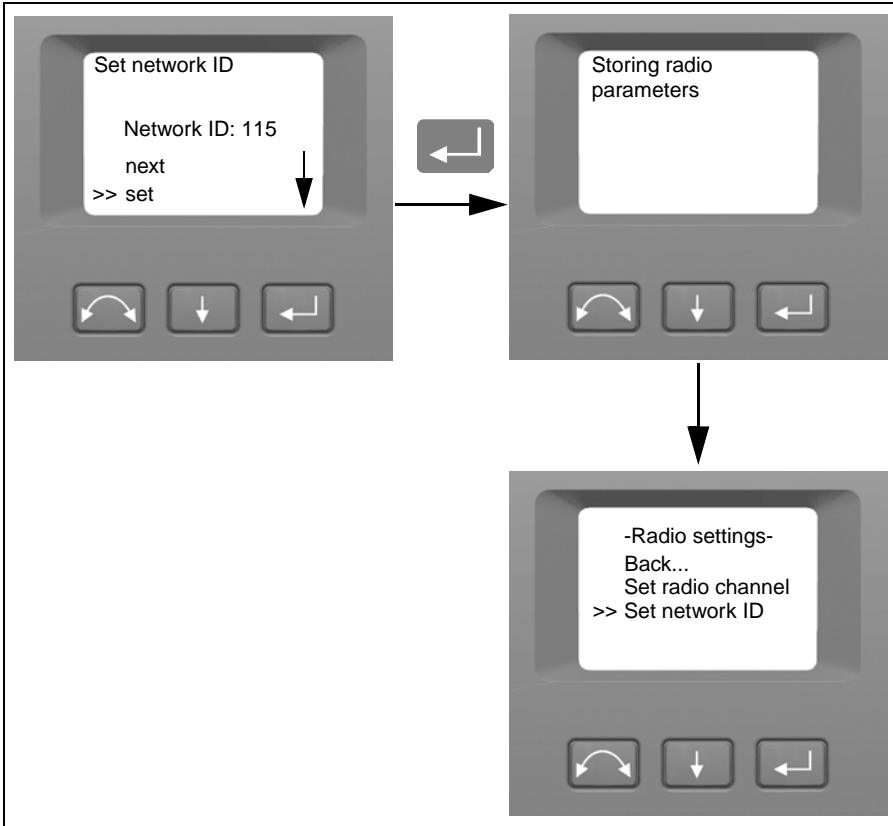 Set network ID
Network ID: 115
next
>> set
Storing radio
parameters
-Radio settings-
Back...
Set radio channel
>> Set network ID